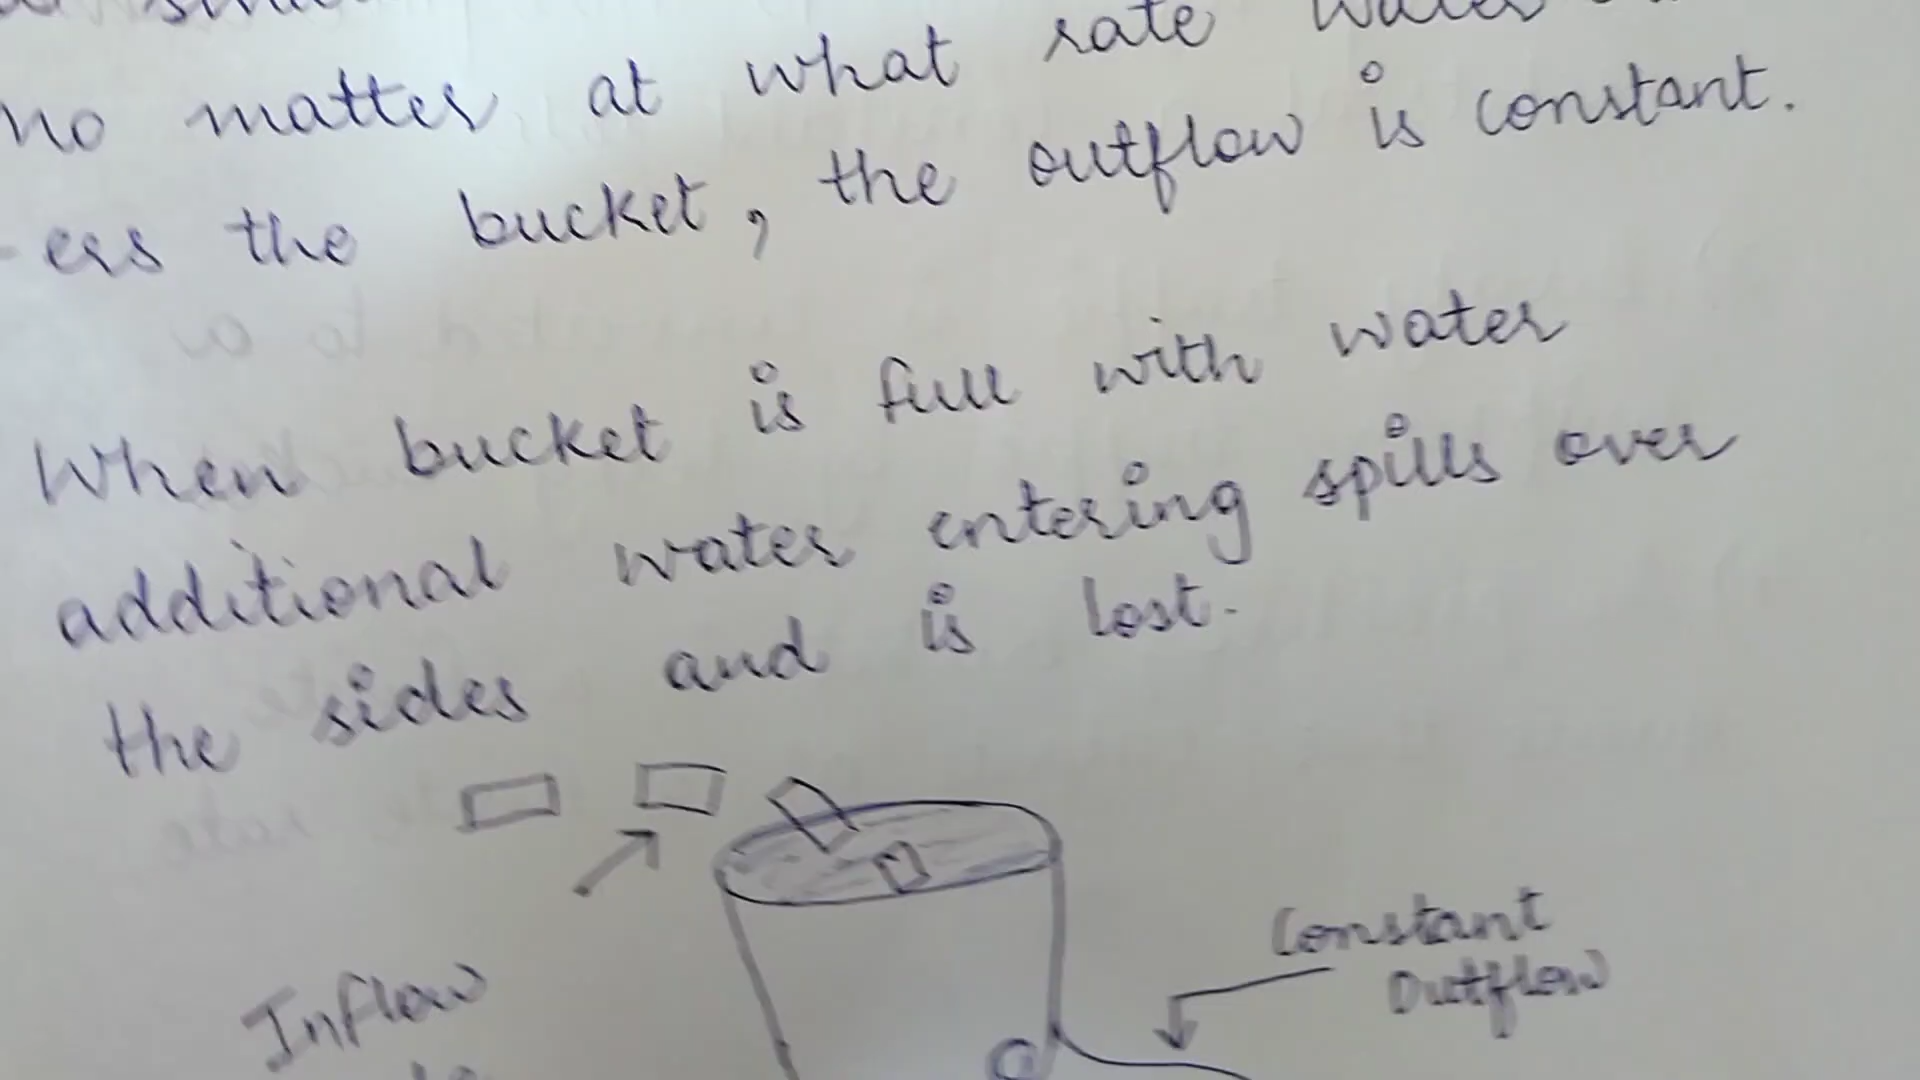 no matter at what rate water
-ers the bucket, the outflow is constant.
When bucket is full with water
additional water entering spills over
the sides and is lost.
Constant
Outflow
Inflow